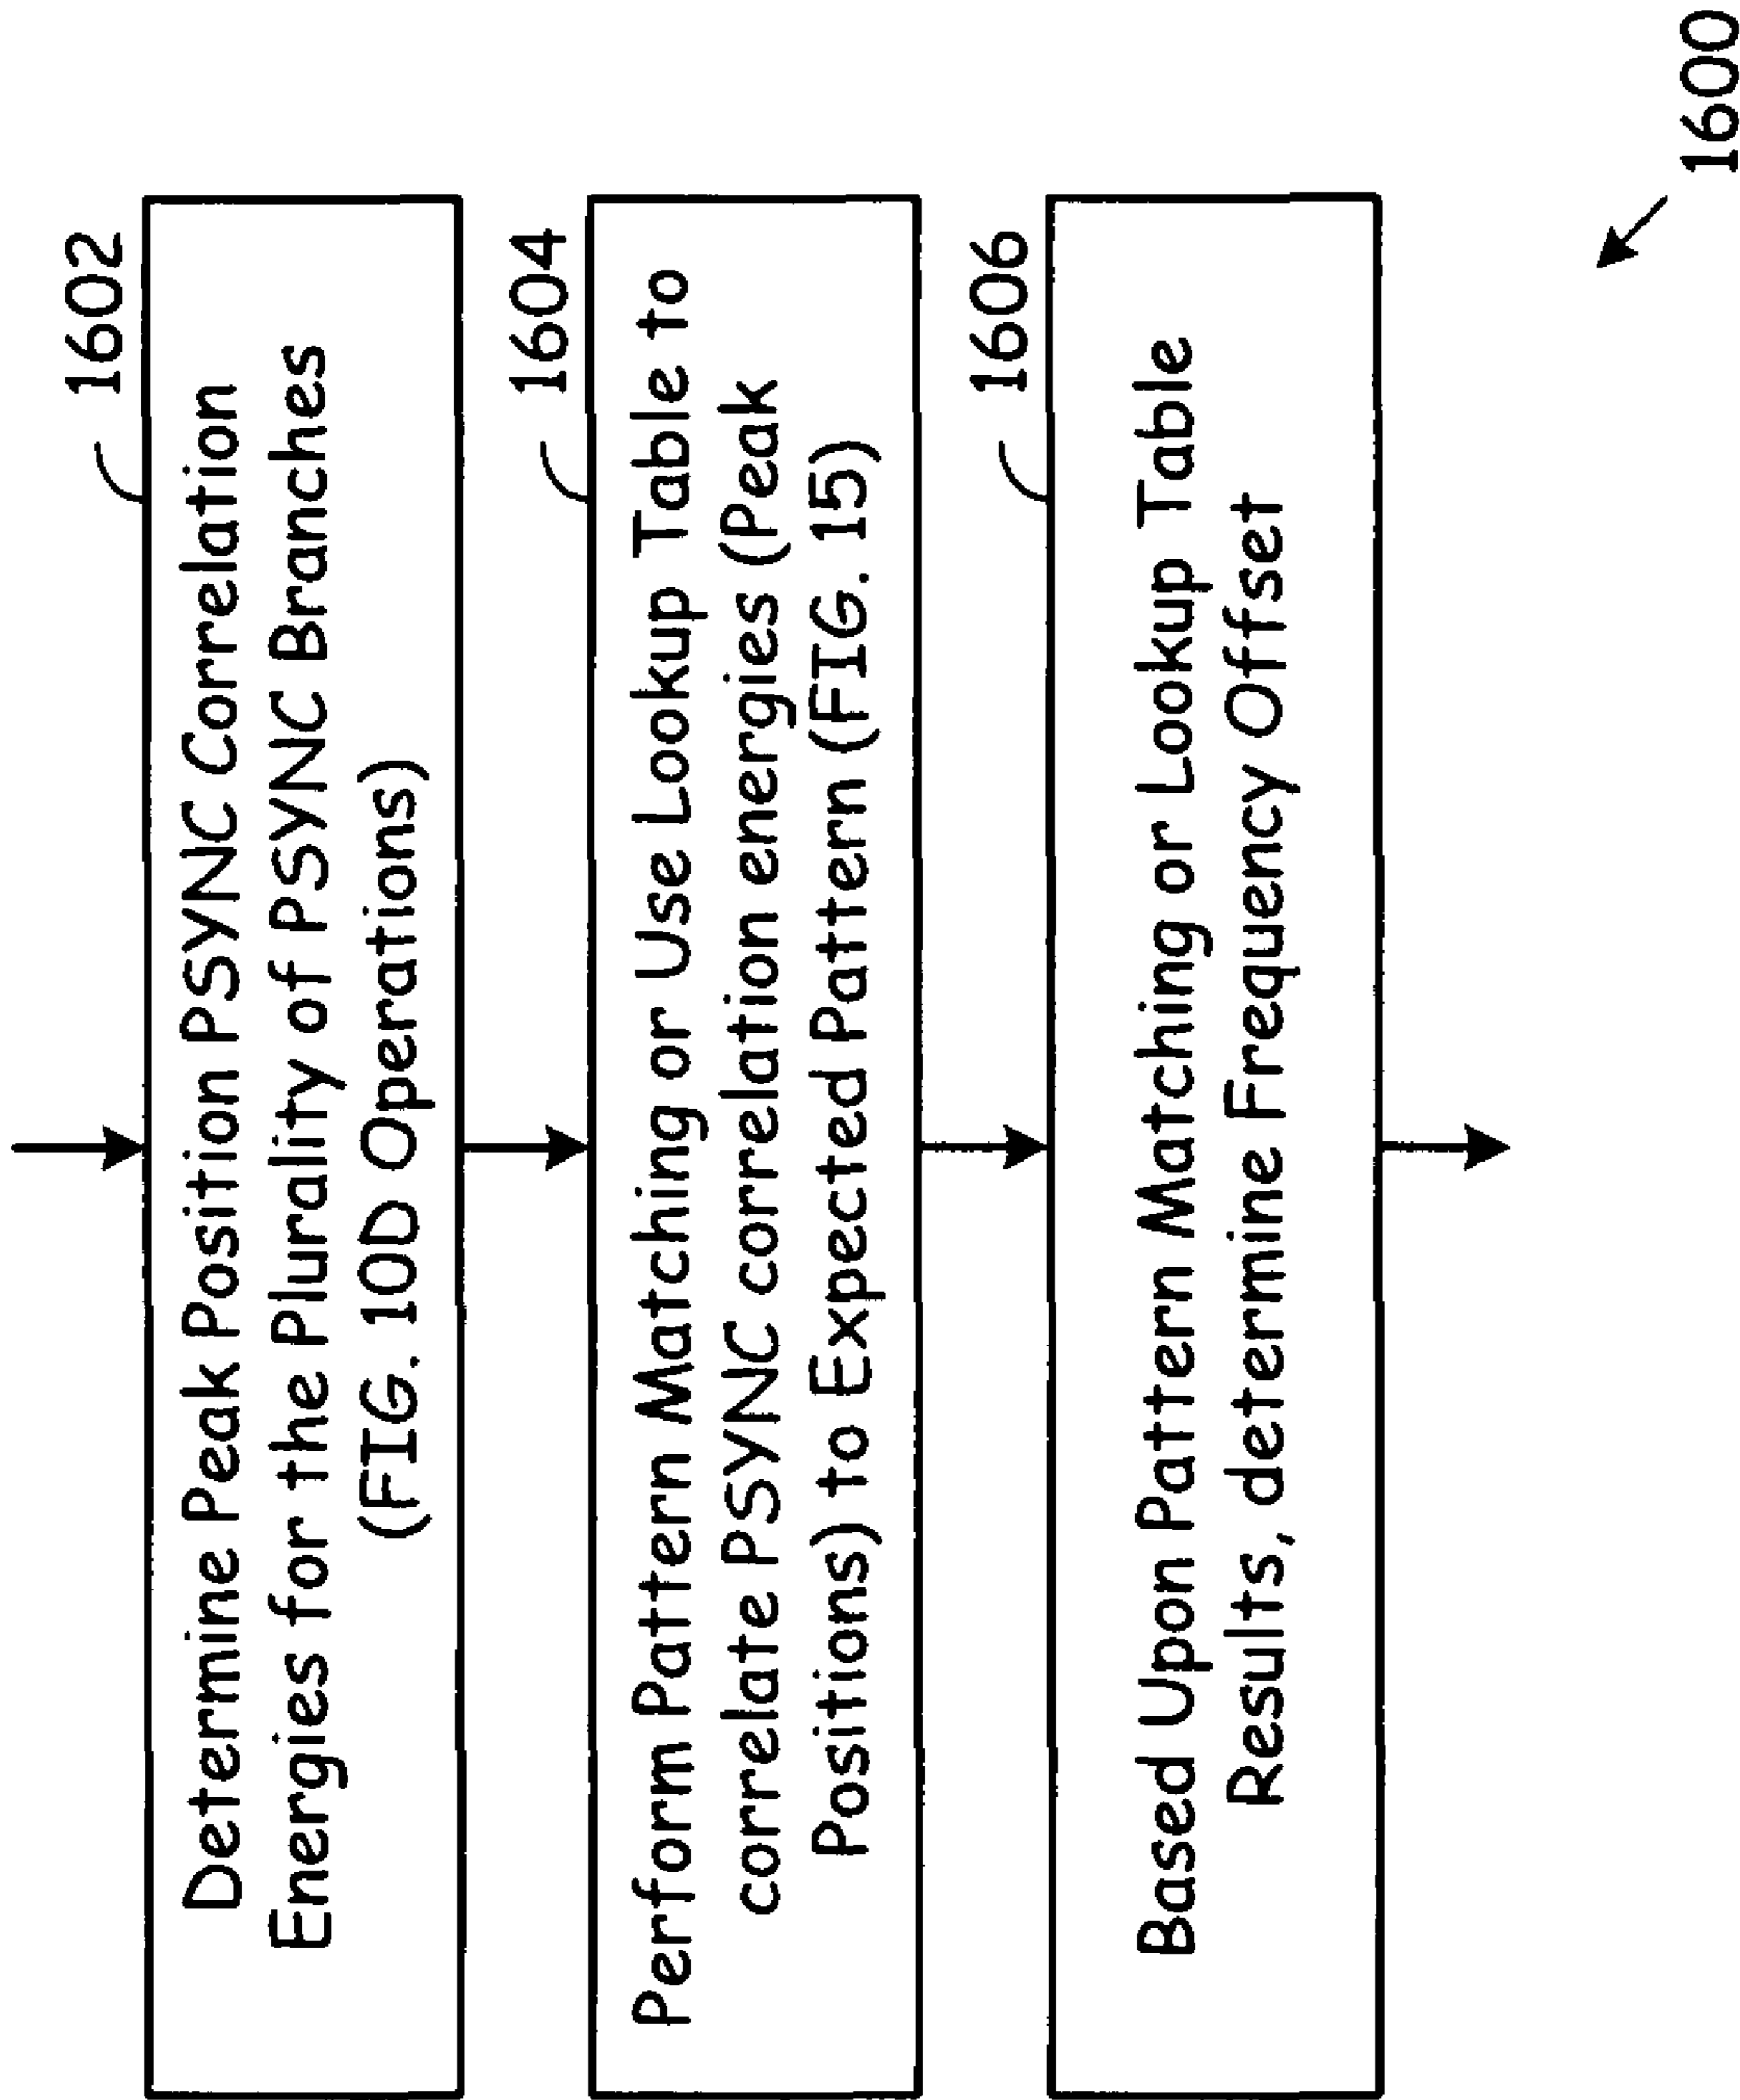 1602
Determine Peak Position PSYNC Correlation
Energies for the Plurality of PSYNC Branches
(FIG. 10D Operations)
1604
Perform Pattern Matching or Use Lookup Table to
correlate PSYNC correlation energies (Peak
Positions) to Expected Pattern (FIG. 15)
1606
Based Upon Pattern Matching or Lookup Table
Results, determine Frequency Offset
1600